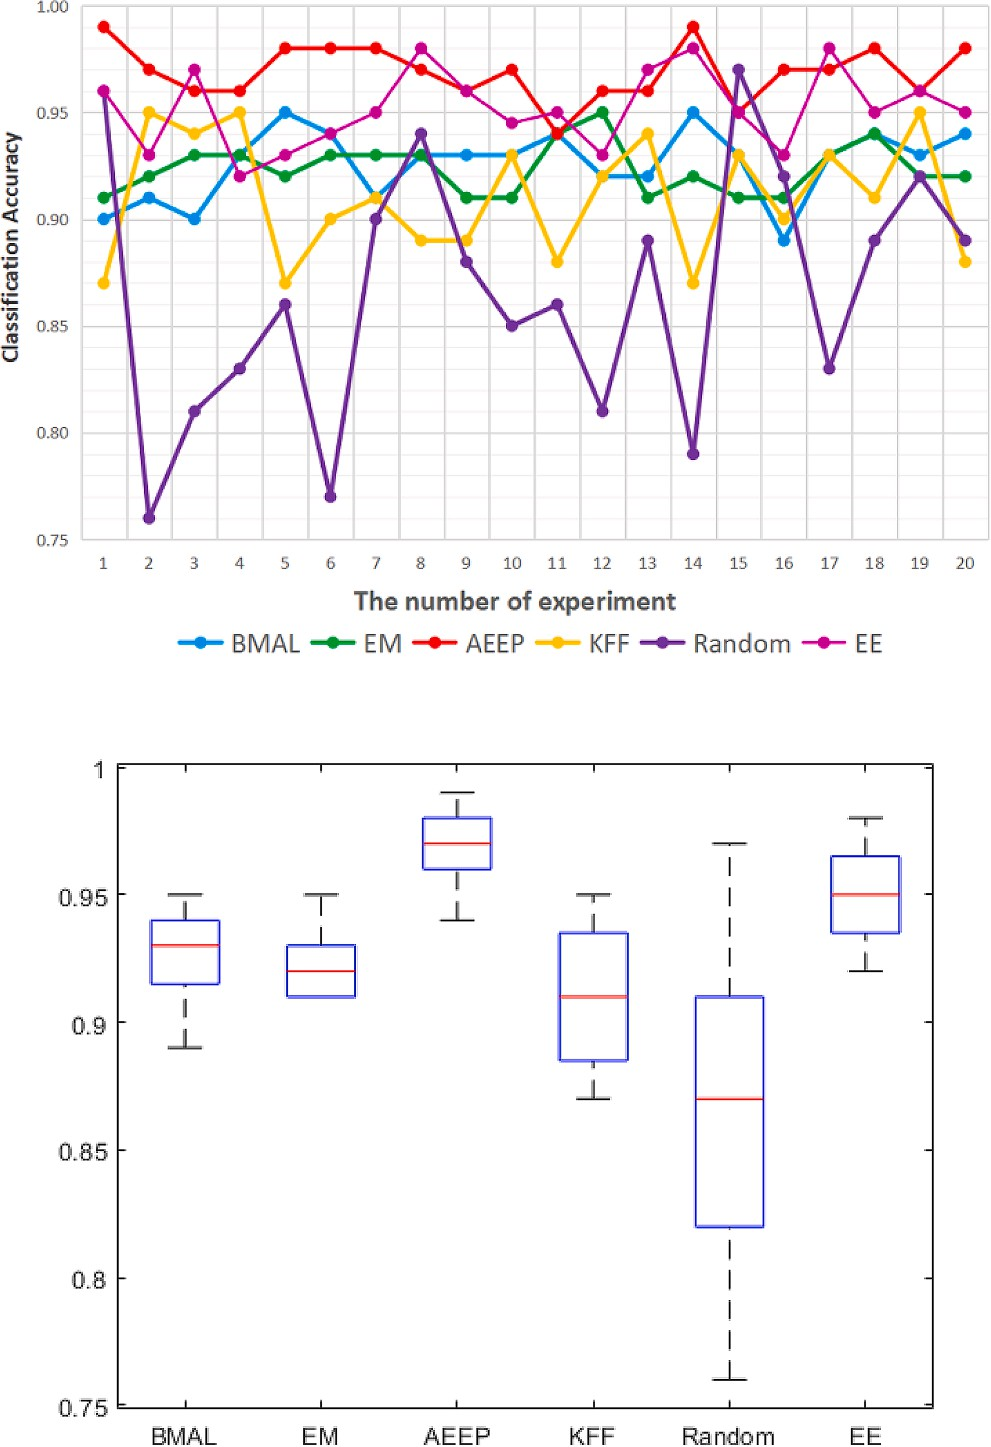 1.00
0.95
0.90
0.85
0.80
0.75
Classification Accuracy
1 2 3 4 5 6 7 8 9 10 11 12 13 14 15 16 17 18 19 20
The number of experiment
BMAL EM AEEP KFF Random EE
1
0.95
0.9
0.85
0.8
0.75
BMAL EM AEEP KFF Random EE